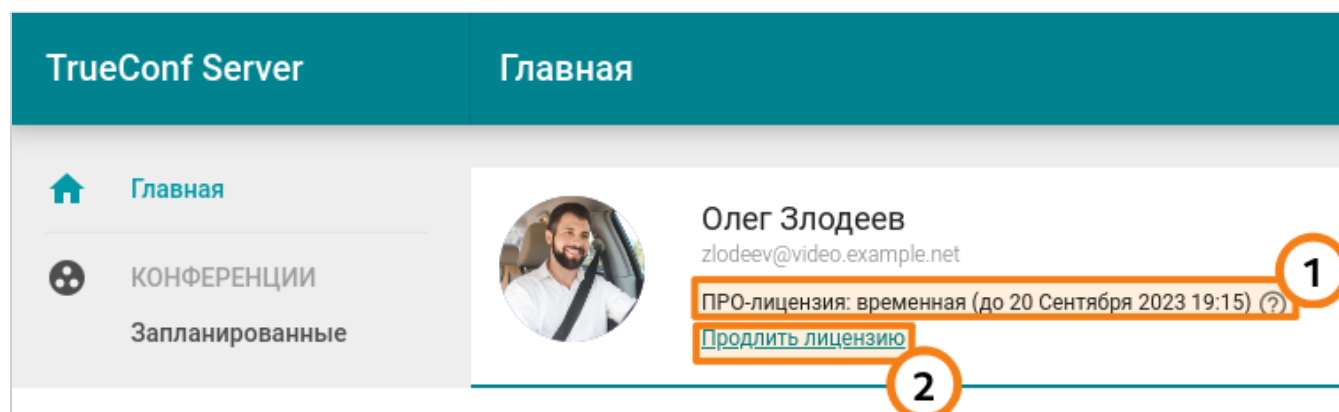 TrueConf Server
Главная
Главная
КОНФЕРЕНЦИИ
Запланированные
Олег Злодеев
zlodeev@video.example.net
ПРО-лицензия: временная (до 20 Сентября 2023 19:15) ?
1
Продлить лицензию
2